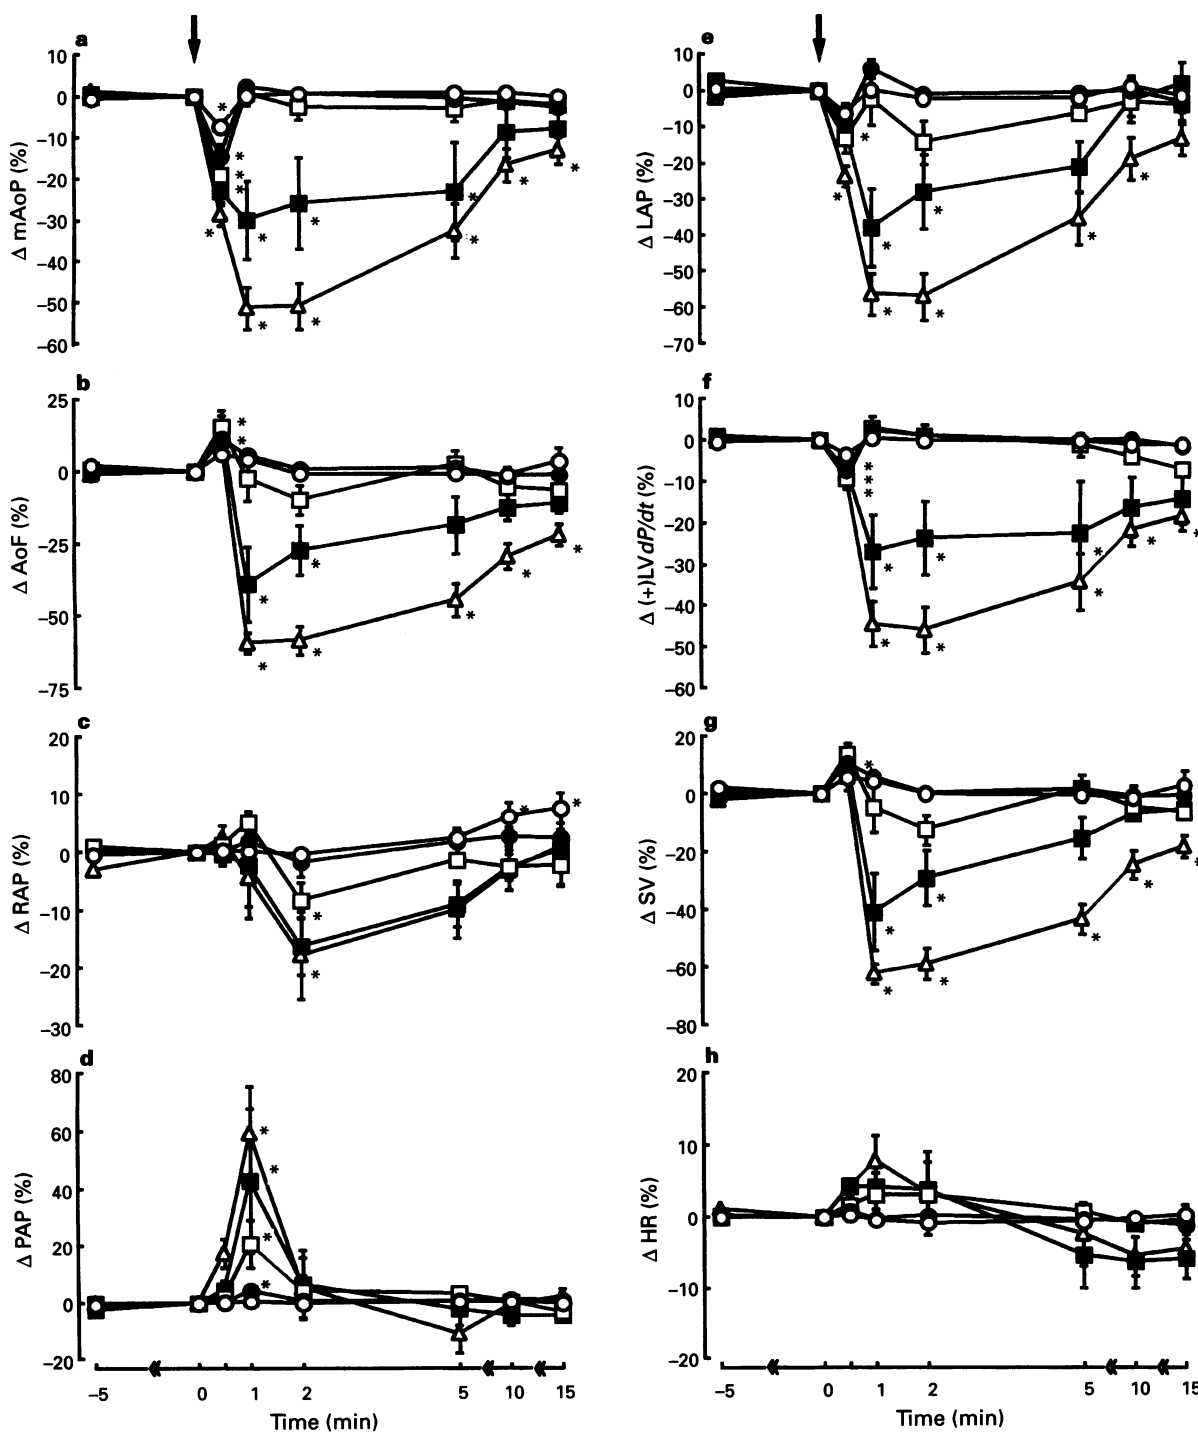 a
10
0
−10
−20
−30
−40
−50
−60
Δ mAoP (%)
* * * * * * * * * * *
b
25
0
−25
−50
−75
Δ AoF (%)
* * * * * * * * *
c
20
10
0
−10
−20
−30
Δ RAP (%)
* * * *
d
80
60
40
20
0
−20
Δ PAP (%)
* * * *
−5 0 1 2 5 10 15
Time (min)
e
10
0
−10
−20
−30
−40
−50
−60
−70
Δ LAP (%)
* * * * * * * *
f
10
0
−10
−20
−30
−40
−50
−60
Δ (+)LVdP/dt (%)
* * * * * * * * * * *
g
20
0
−20
−40
−60
−80
Δ SV (%)
* * * * * * * *
h
20
10
0
−10
−20
Δ HR (%)
−5 0 1 2 5 10 15
Time (min)